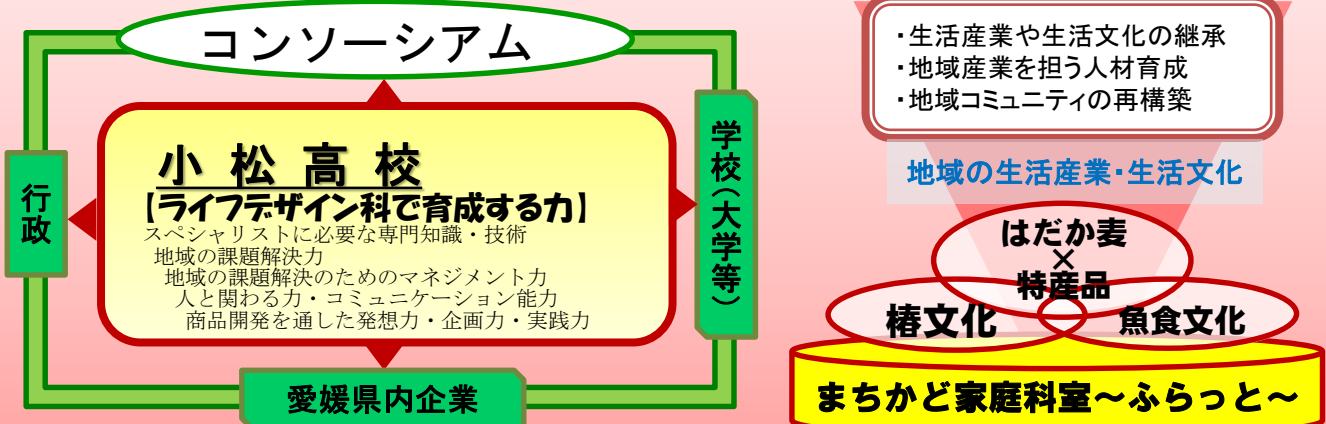 コンソーシアム
行政
小松高校
【ライフデザイン科で育成する力】
スペシャリストに必要な専門知識・技術
地域の課題解決力
地域の課題解決のためのマネジメント力
人と関わる力・コミュニケーション能力
商品開発を通した発想力・企画力・実践力
学校（大学等）
愛媛県内企業
・生活産業や生活文化の継承
・地域産業を担う人材育成
・地域コミュニティの再構築
地域の生活産業・生活文化
はだか麦
×
特産品
椿文化
魚食文化
まちかど家庭科室～ふらっと～